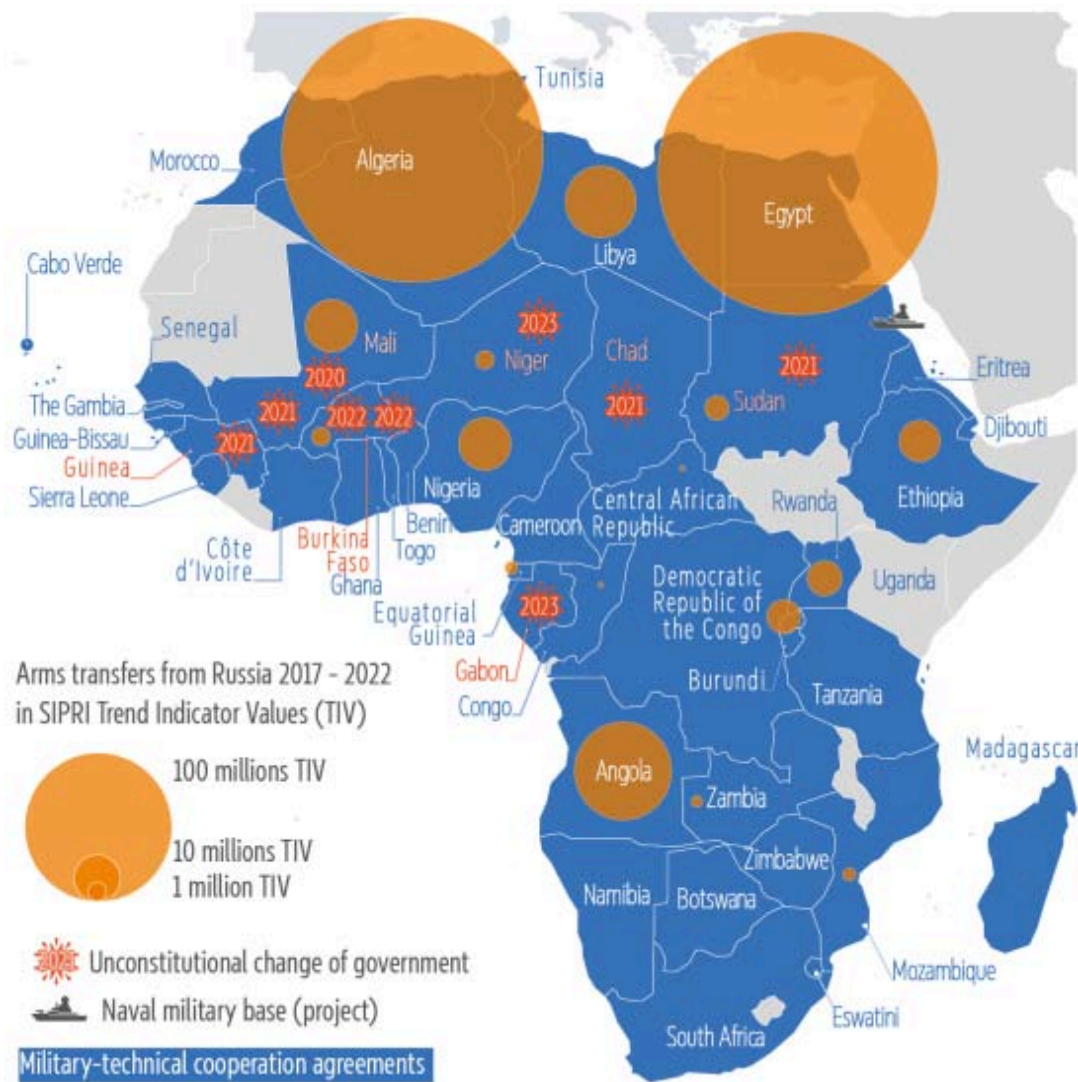 Tunisia
Morocco
Algeria
Egypt
Libya
Cabo Verde
Senegal
Mali
2023
Niger
Chad
2021
Sudan
Eritrea
2020
2021
2022
2022
2021
2021
The Gambia
Guinea-Bissau
Guinea
Sierra Leone
Djibouti
Nigeria
Ethiopia
Central African
Republic
Rwanda
Benin
Togo
Cameroon
Burkina
Faso
Ghana
Côte
d'Ivoire
Uganda
Democratic
Republic of
the Congo
Equatorial
Guinea
2023
Gabon
Congo
Burundi
Tanzania
Arms transfers from Russia 2017 - 2022
in SIPRI Trend Indicator Values (TIV)
100 millions TIV
10 millions TIV
1 million TIV
Madagascar
Angola
Zambia
Zimbabwe
Namibia
Botswana
Mozambique
Eswatini
South Africa
Unconstitutional change of government
Naval military base (project)
Military-technical cooperation agreements